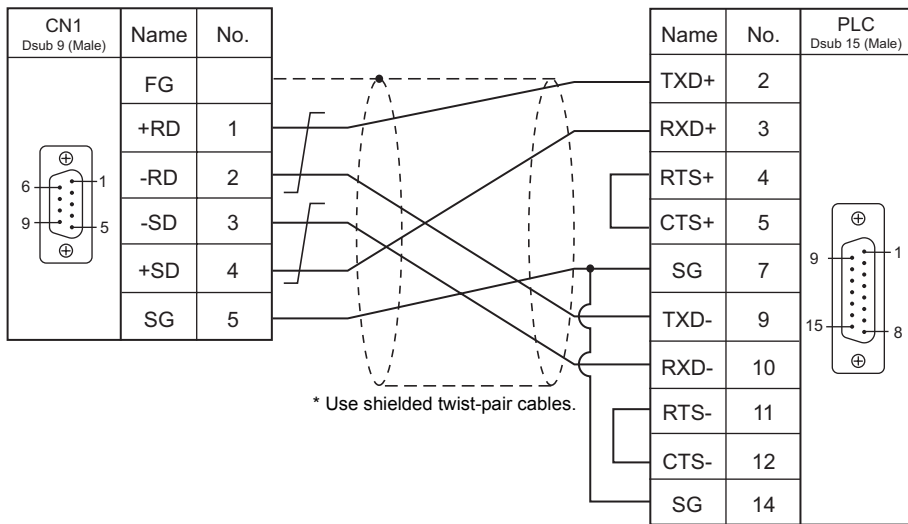 CN1
Dsub 9 (Male)
Name No.
FG
+RD 1
-RD 2
-SD 3
+SD 4
SG 5
6 1
9 5
* Use shielded twist-pair cables.
Name No.
PLC
Dsub 15 (Male)
TXD+ 2
RXD+ 3
RTS+ 4
CTS+ 5
SG 7
TXD- 9
RXD- 10
RTS- 11
CTS- 12
SG 14
9 1
15 8